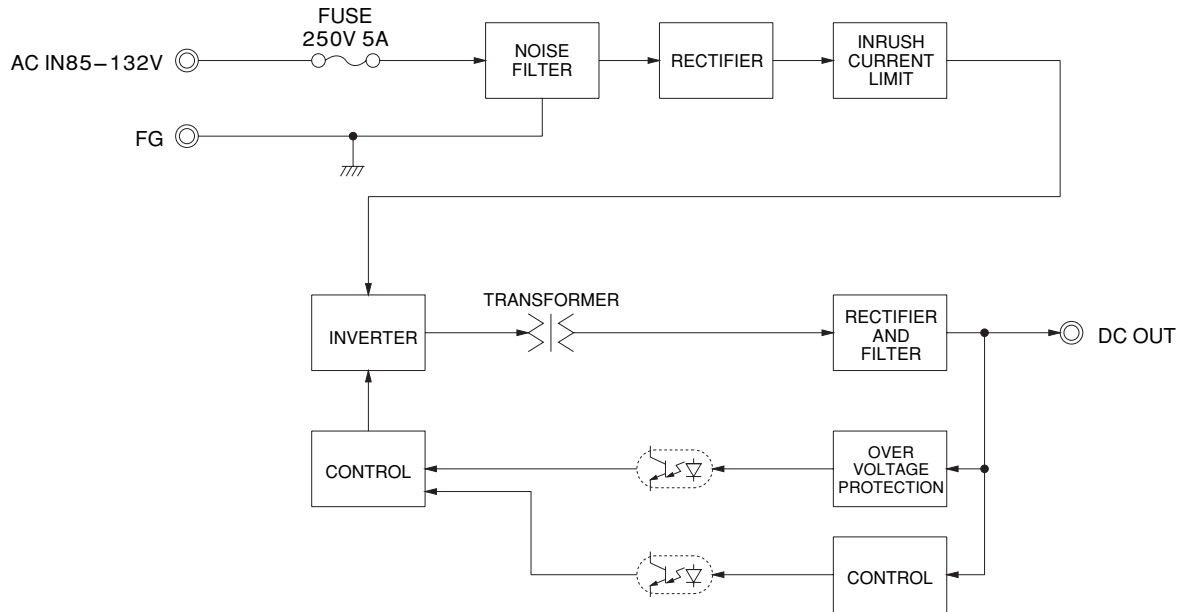 FUSE
250V 5A
AC IN85–132V
NOISE
FILTER
RECTIFIER
INRUSH
CURRENT
LIMIT
FG
TRANSFORMER
INVERTER
RECTIFIER
AND
FILTER
DC OUT
CONTROL
OVER
VOLTAGE
PROTECTION
CONTROL